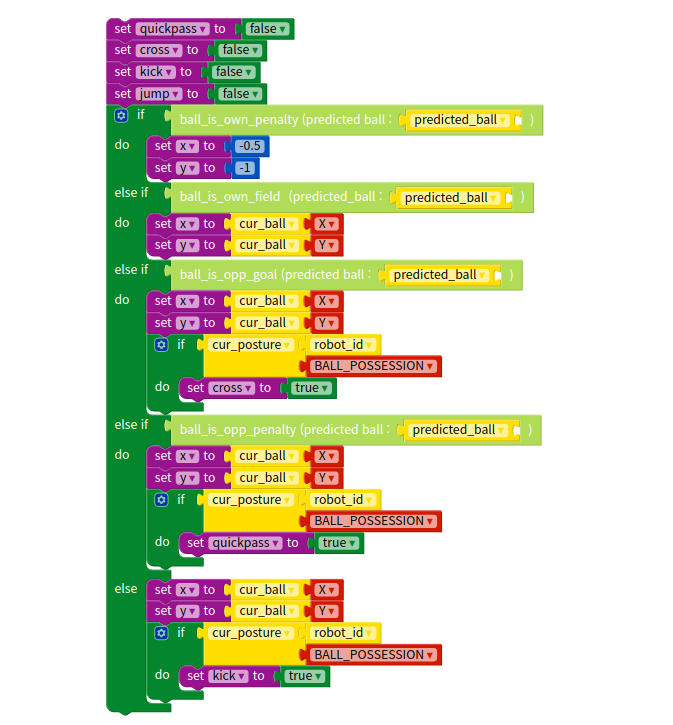 set quickpass to false
set cross to false
set kick to false
set jump to false
if ball_is_own_penalty (predicted ball : predicted_ball )
do set x to -0.5
set y to -1
else if ball_is_own_field (predicted_ball : predicted_ball )
do set x to cur_ball X
set y to cur_ball Y
else if ball_is_opp_goal (predicted ball : predicted_ball )
do set x to cur_ball X
set y to cur_ball Y
if cur_posture robot_id
BALL_POSSESSION
do set cross to true
else if ball_is_opp_penalty (predicted ball : predicted_ball )
do set x to cur_ball X
set y to cur_ball Y
if cur_posture robot_id
BALL_POSSESSION
do set quickpass to true
else set x to cur_ball X
set y to cur_ball Y
if cur_posture robot_id
BALL_POSSESSION
do set kick to true